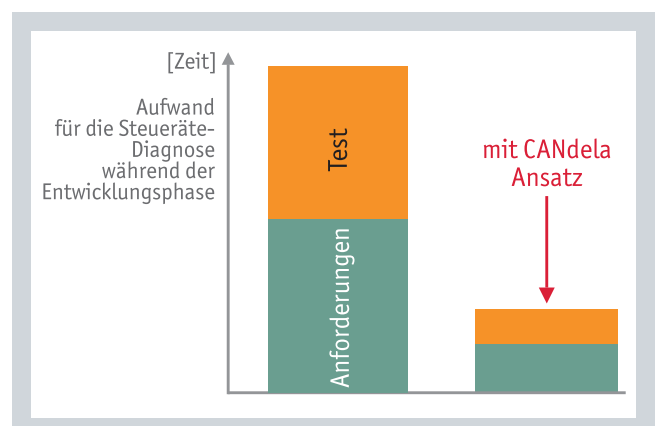 [Zeit]
Aufwand
für die Steueräte-
Diagnose
während der
Entwicklungsphase
Test
Anforderungen
mit CANdela
Ansatz